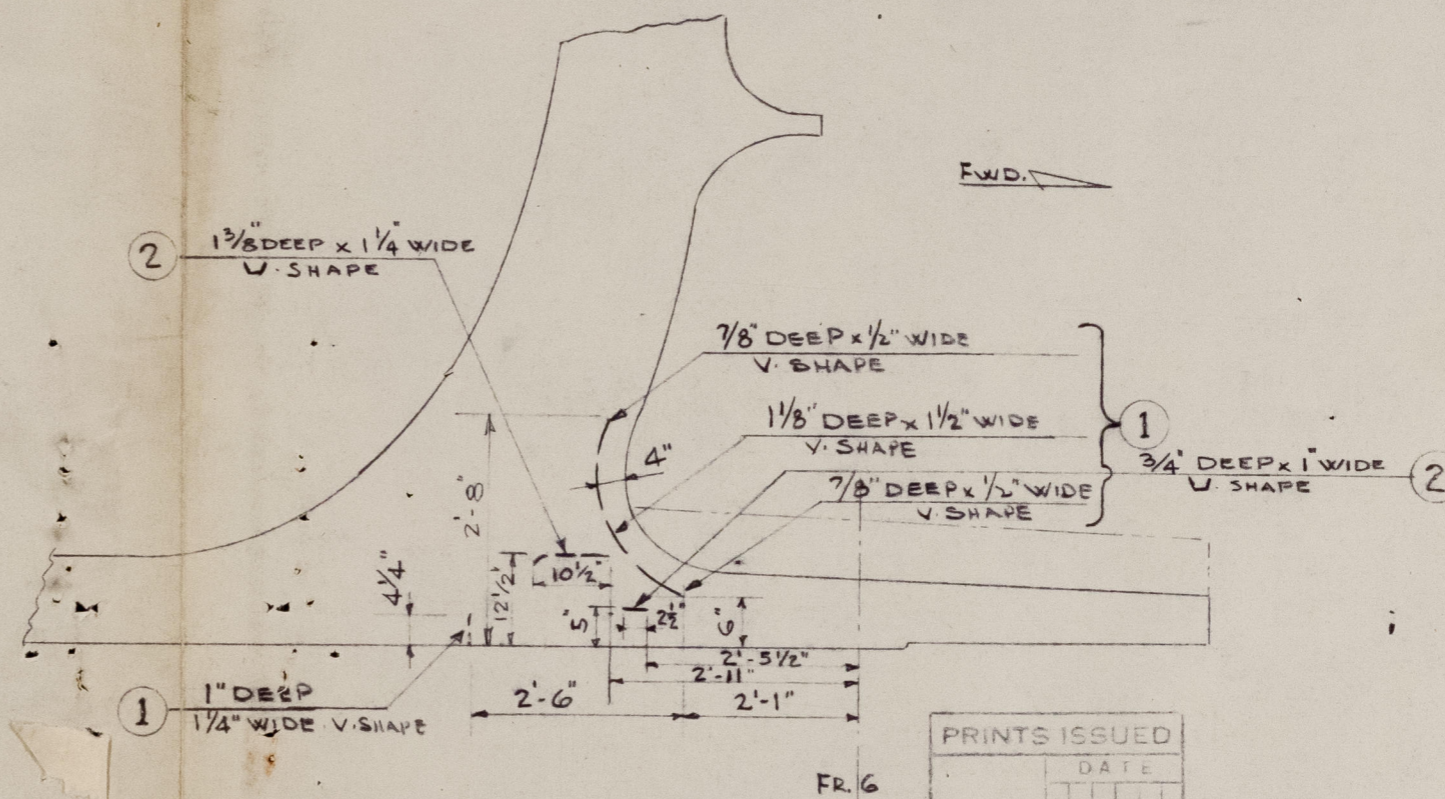 FWD.
2
1 3/8" DEEP x 1 1/4" WIDE
U. SHAPE
7/8" DEEP x 1/2" WIDE
V. SHAPE
1 1/8" DEEP x 1 1/2" WIDE
V. SHAPE
1
3/4" DEEP x 1" WIDE
U. SHAPE
2
7/8" DEEP x 1/2" WIDE
V. SHAPE
4"
2'-8"
4 1/4"
12 1/2"
10 1/2"
5"
2 1/2"
6"
2'-5 1/2"
2'-11"
2'-6"
2'-1"
1
1" DEEP
1 1/4" WIDE V. SHAPE
FR. 6
PRINTS ISSUED
DATE